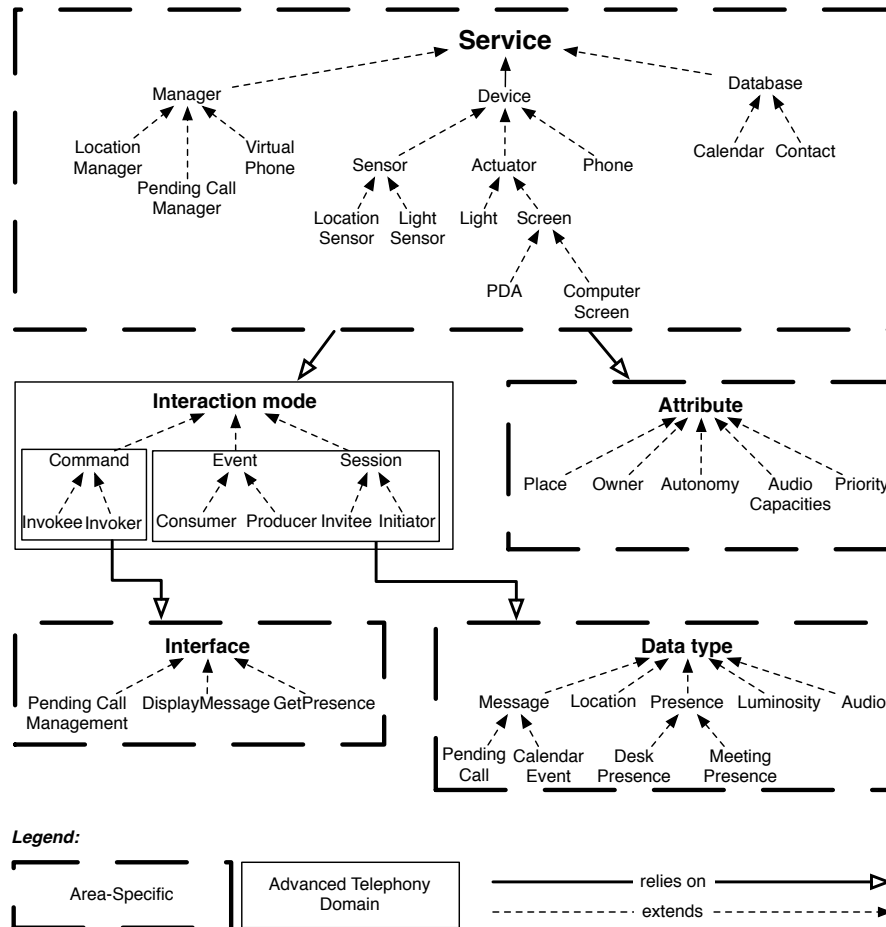 Service
Manager
Device
Database
Location
Manager
Virtual
Phone
Pending Call
Manager
Sensor
Actuator
Phone
Calendar
Contact
Location
Sensor
Light
Sensor
Light
Screen
PDA
Computer
Screen
Interaction mode
Command
Event
Session
Invokee
Invoker
Consumer
Producer
Invitee
Initiator
Attribute
Place
Owner
Autonomy
Audio
Capacities
Priority
Interface
Pending Call
Management
DisplayMessage
GetPresence
Data type
Message
Location
Presence
Luminosity
Audio
Pending
Call
Calendar
Event
Desk
Presence
Meeting
Presence
Legend:
Area-Specific
Advanced Telephony
Domain
relies on
extends